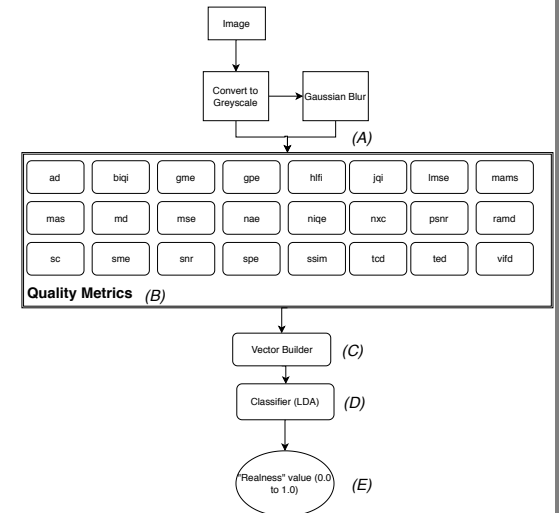 Image
Convert to
Greyscale
Gaussian Blur
(A)
ad biqi gme gpe hlfi jqi lmse mams
mas md mse nae niqe nxc psnr ramd
sc sme snr spe ssim tcd ted vifd
Quality Metrics (B)
Vector Builder (C)
Classifier (LDA) (D)
"Realness" value (0.0
to 1.0)
(E)